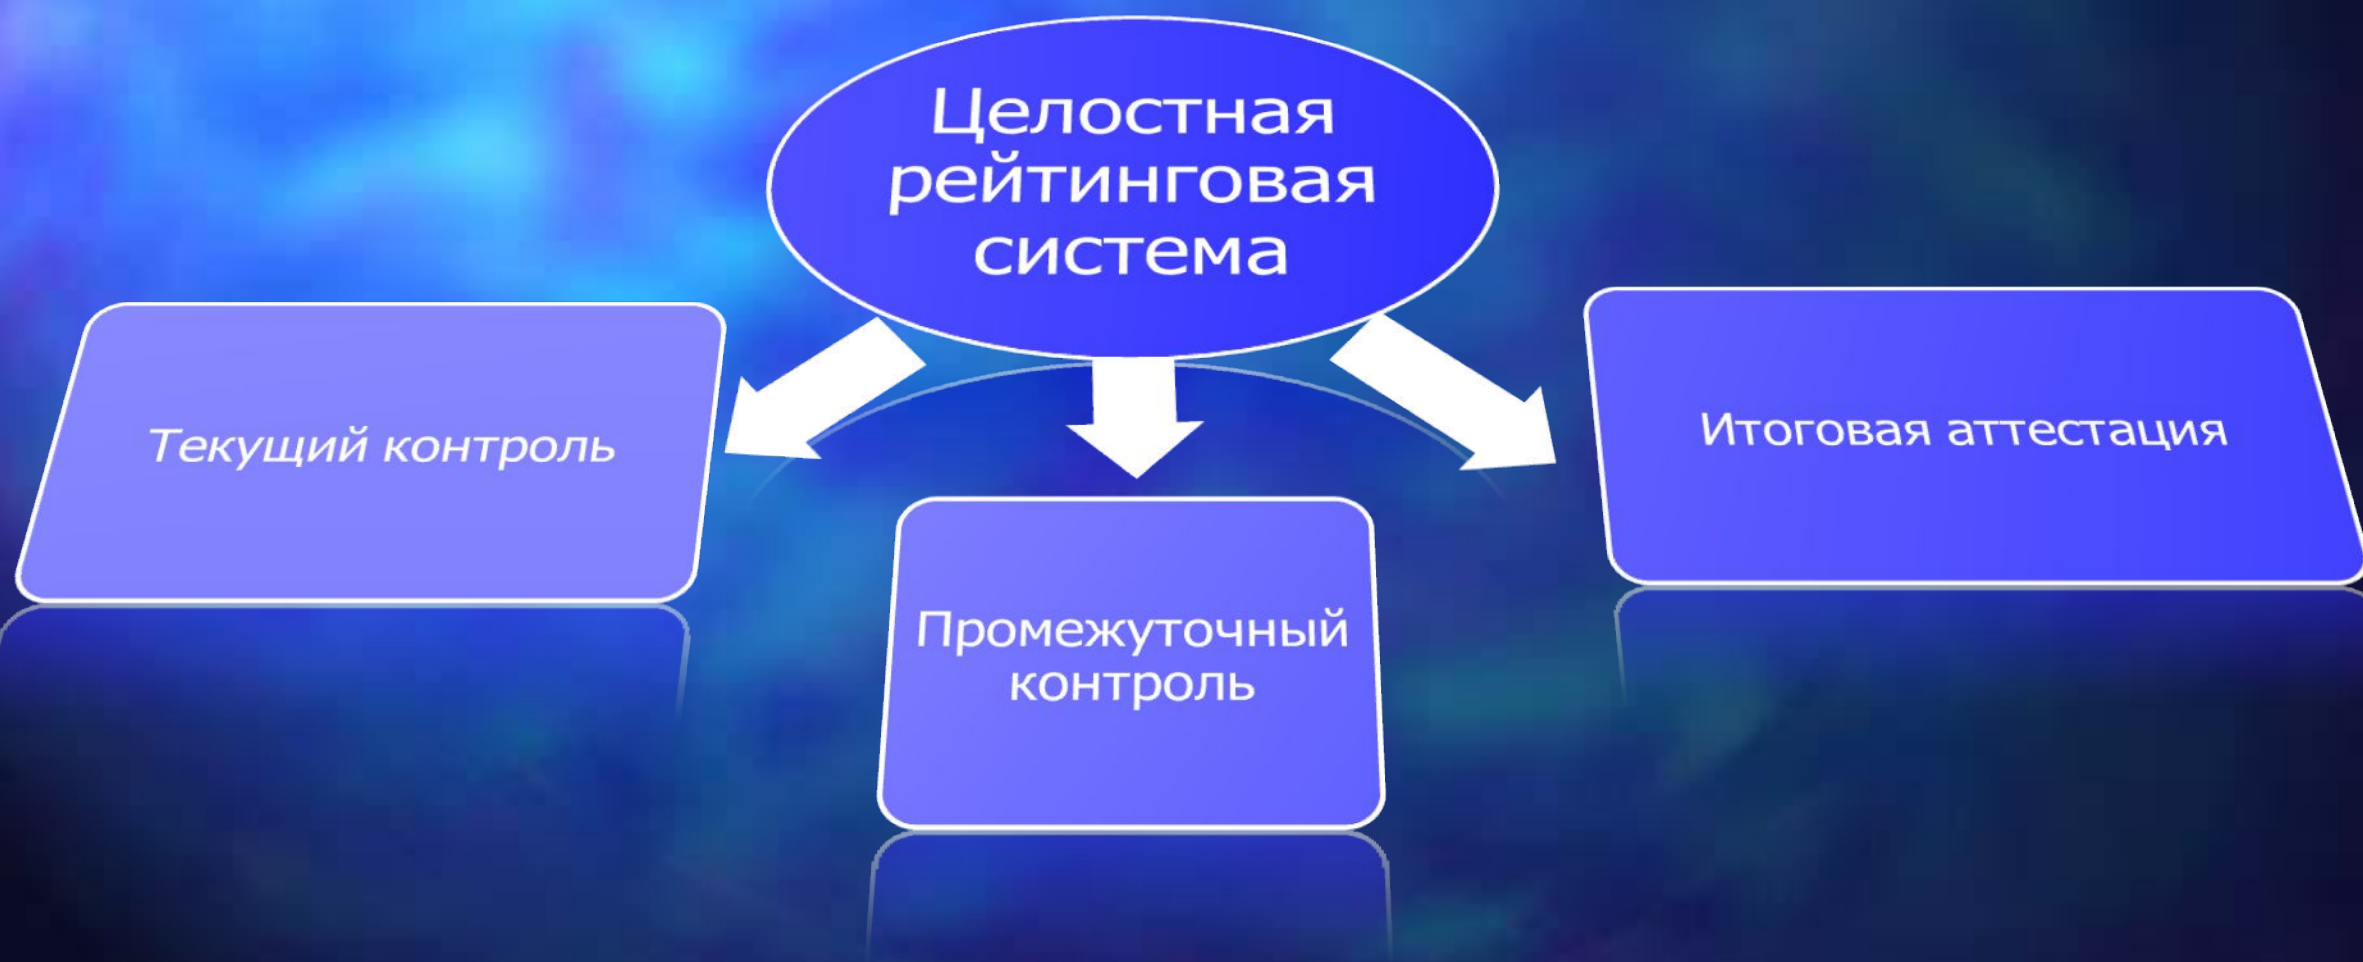 Целостная
рейтинговая
система
Текущий контроль
Промежуточный
контроль
Итоговая аттестация